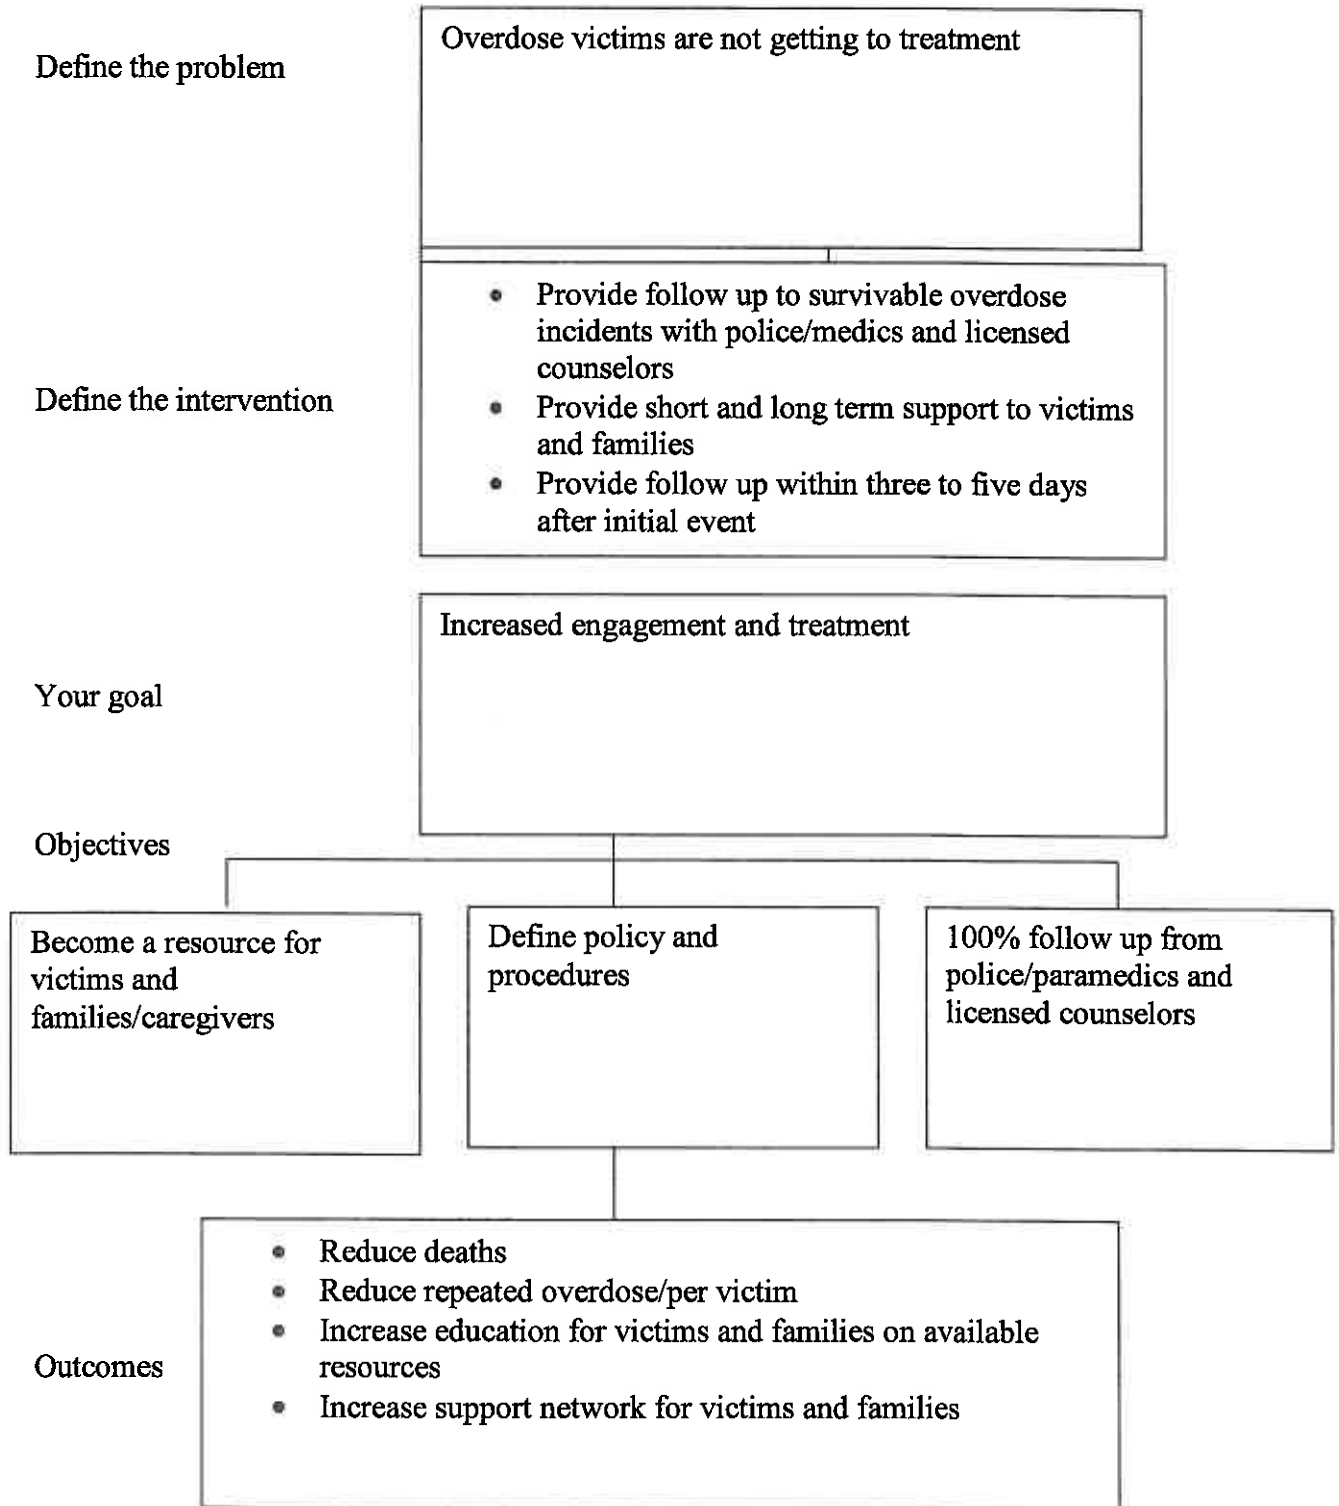 Define the problem
Overdose victims are not getting to treatment
Define the intervention
• Provide follow up to survivable overdose
incidents with police/medics and licensed
counselors
• Provide short and long term support to victims
and families
• Provide follow up within three to five days
after initial event
Your goal
Increased engagement and treatment
Objectives
Become a resource for
victims and
families/caregivers
Define policy and
procedures
100% follow up from
police/paramedics and
licensed counselors
Outcomes
• Reduce deaths
• Reduce repeated overdose/per victim
• Increase education for victims and families on available
resources
• Increase support network for victims and families